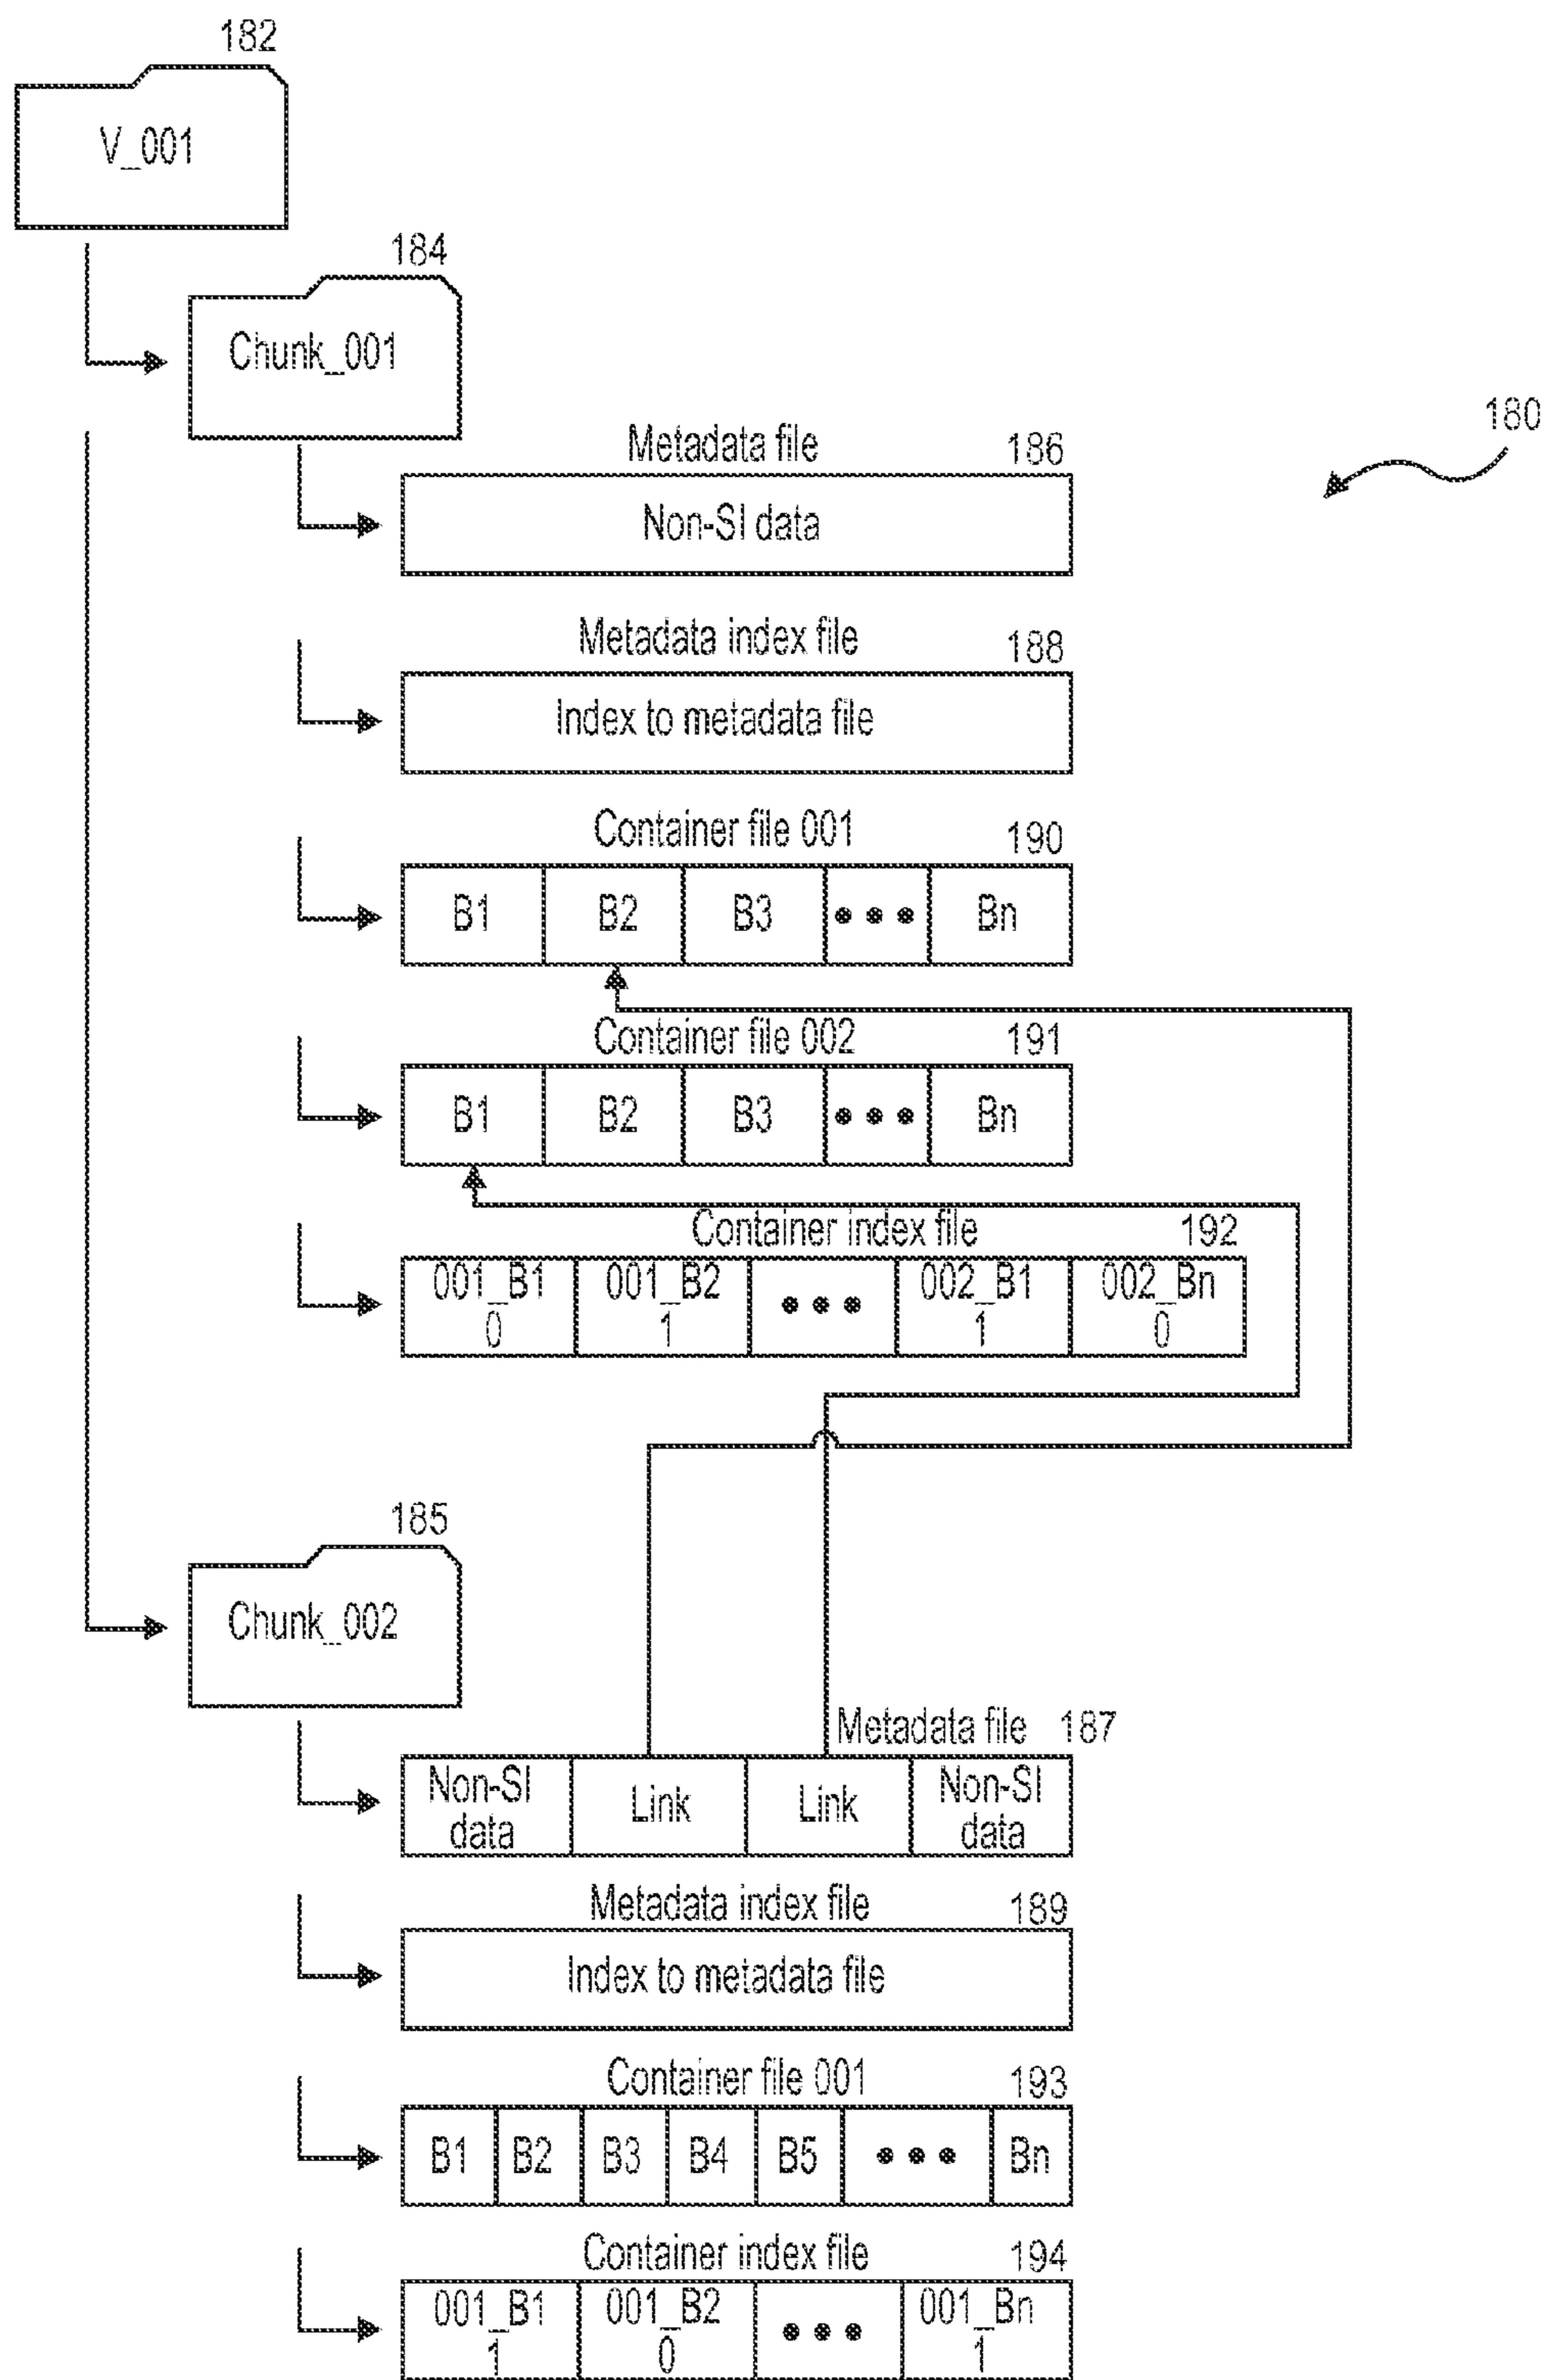 182
V_001
184
Chunk_001
180
Metadata file 186
Non-SI data
Metadata index file 188
Index to metadata file
Container file 001 190
B1 B2 B3 ••• Bn
Container file 002 191
B1 B2 B3 ••• Bn
Container index file 192
001_B1 001_B2 ••• 002_B1 002_Bn
0 1 1 0
185
Chunk_002
Metadata file 187
Non-SI Link Link Non-SI
data data
Metadata index file 189
Index to metadata file
Container file 001 193
B1 B2 B3 B4 B5 ••• Bn
Container index file 194
001_B1 001_B2 ••• 001_Bn
1 0 1